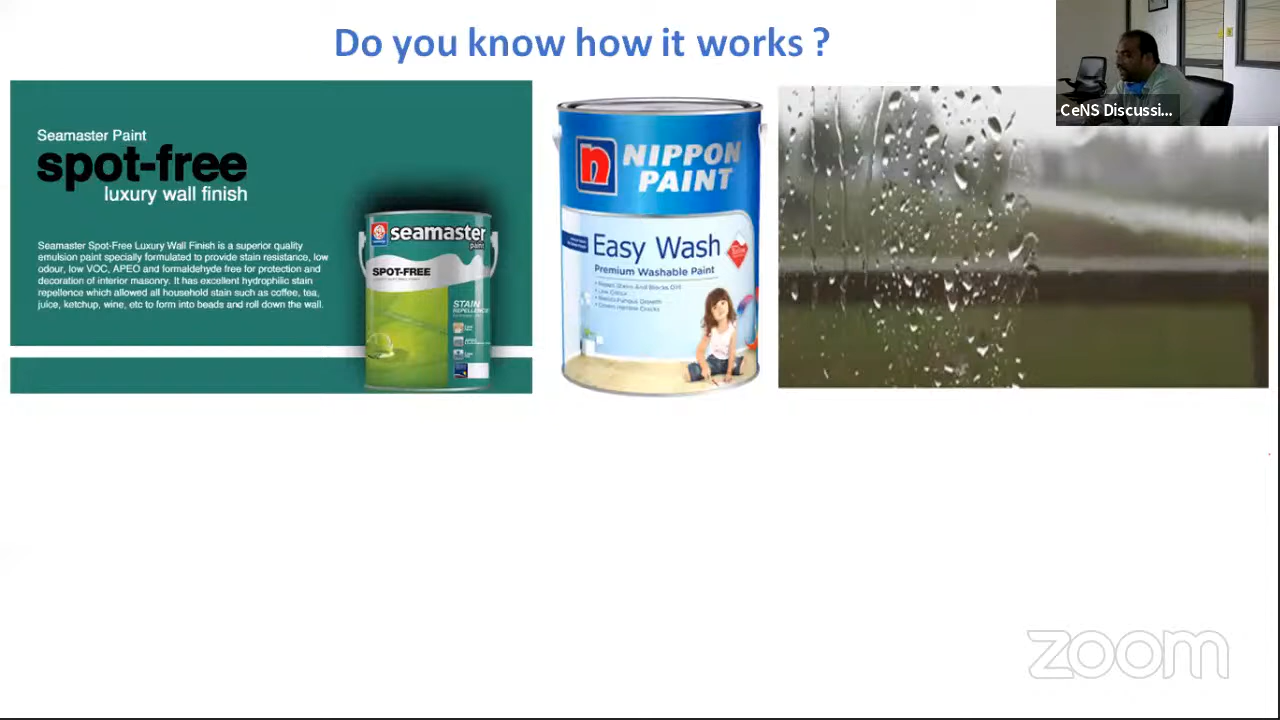 Do you know how it works ?
CeNS Discussi...
Seamaster Paint
spot-free
luxury wall finish
Seamaster Spot-Free Luxury Wall Finish is a superior quality
emulsion paint specially formulated to provide stain resistance, low
odour, low VOC, APEO and formaldehyde free for protection and
decoration of interior masonry. It has excellent hydrophilic stain
repellence which allowed all household stain such as coffee, tea,
juice, ketchup, wine, etc to form into beads and roll down the wall.
seamaster
paint
SPOT-FREE
STAIN
REPELLENCE
n NIPPON
PAINT
Easy Wash
Premium Washable Paint
zoom